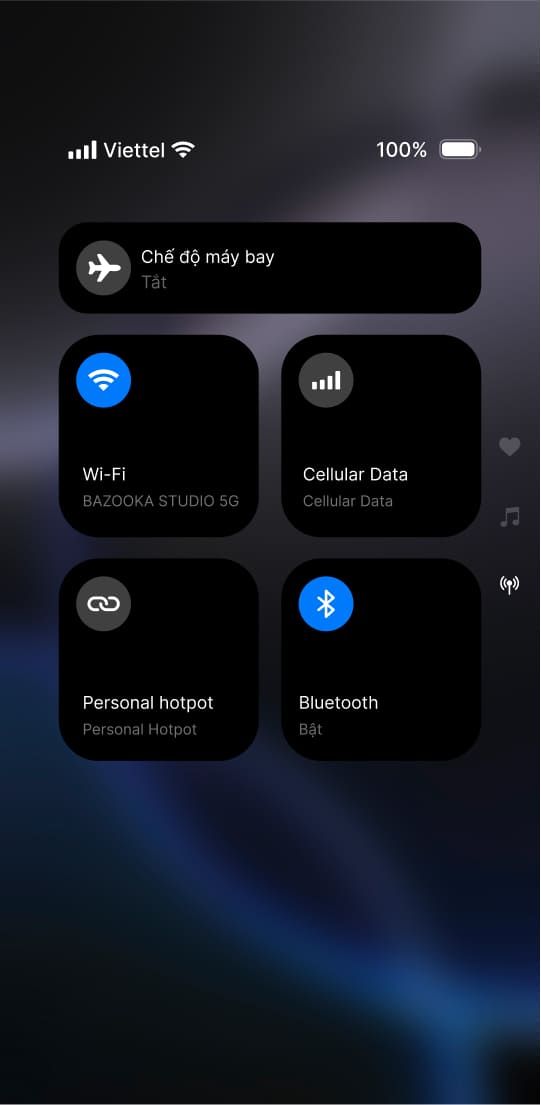 Viettel 100%
Chế độ máy bay
Tắt
Wi-Fi
BAZOOKA STUDIO 5G
Cellular Data
Cellular Data
Personal hotpot
Personal Hotpot
Bluetooth
Bật